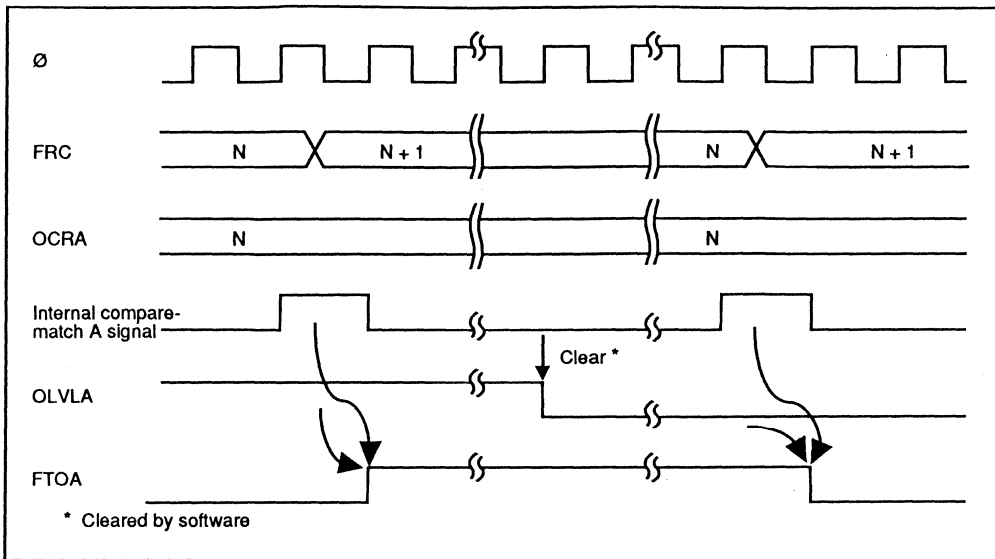 Ø
FRC
N
N + 1
N
N + 1
OCRA
N
N
Internal compare-
match A signal
Clear *
OLVLA
FTOA
* Cleared by software